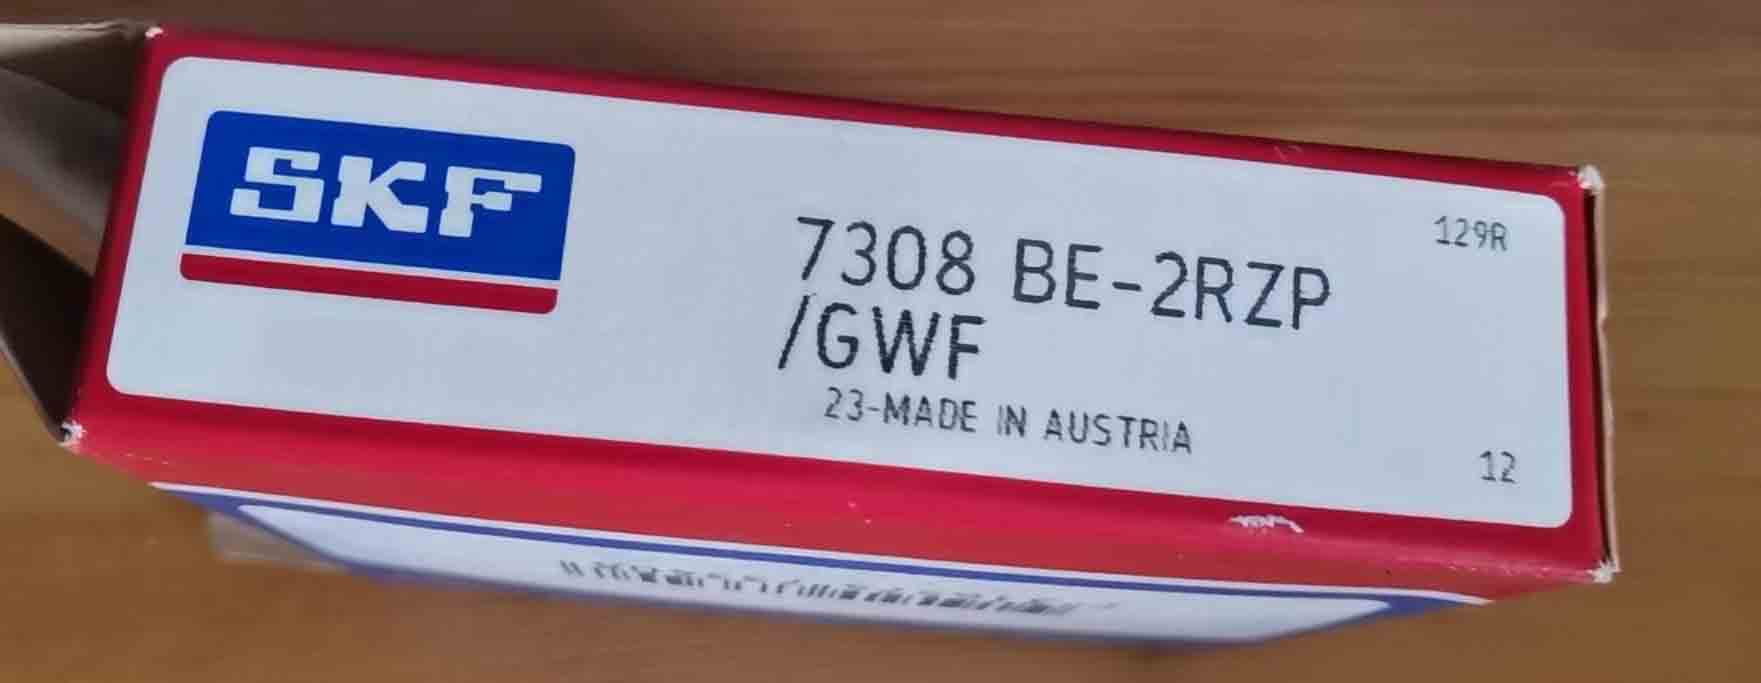 SKF
129R
7308 BE-2RZP
/GWF
23-MADE IN AUSTRIA
12